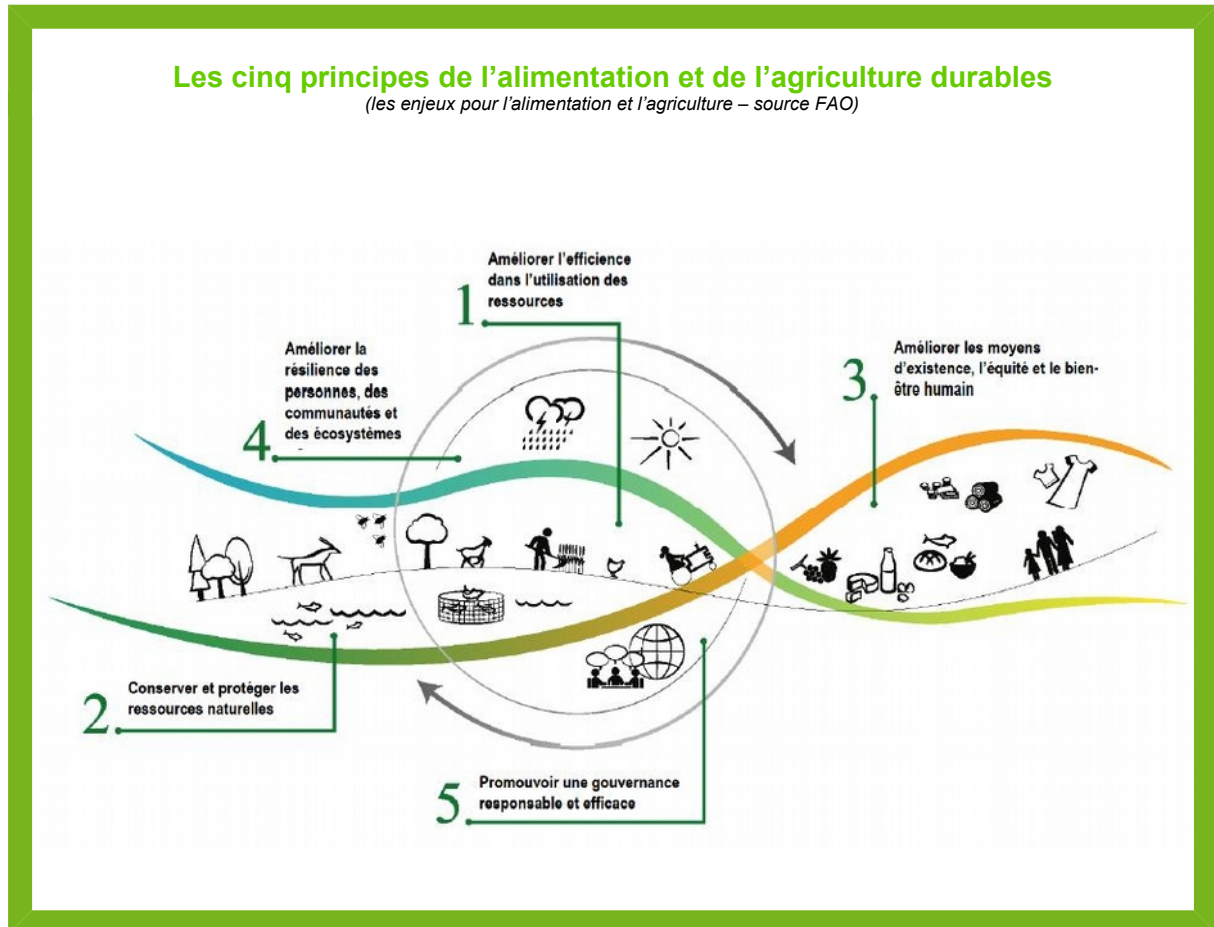 Les cinq principes de l’alimentation et de l’agriculture durables
(les enjeux pour l’alimentation et l’agriculture – source FAO)
1
Améliorer l’efficience
dans l’utilisation des
ressources
4
Améliorer la
résilience des
personnes, des
communautés et
des écosystèmes
3
Améliorer les moyens
d’existence, l’équité et le bien-
être humain
2
Conserver et protéger les
ressources naturelles
5
Promouvoir une gouvernance
responsable et efficace